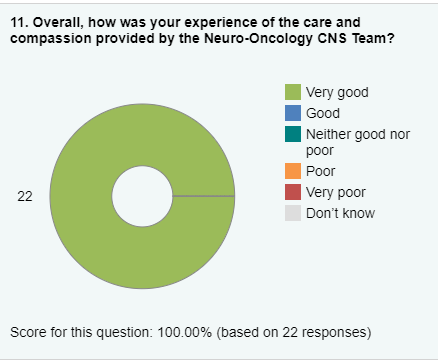 11. Overall, how was your experience of the care and
compassion provided by the Neuro-Oncology CNS Team?
Very good
Good
Neither good nor
poor
Poor
Very poor
Don't know
22
Score for this question: 100.00% (based on 22 responses)